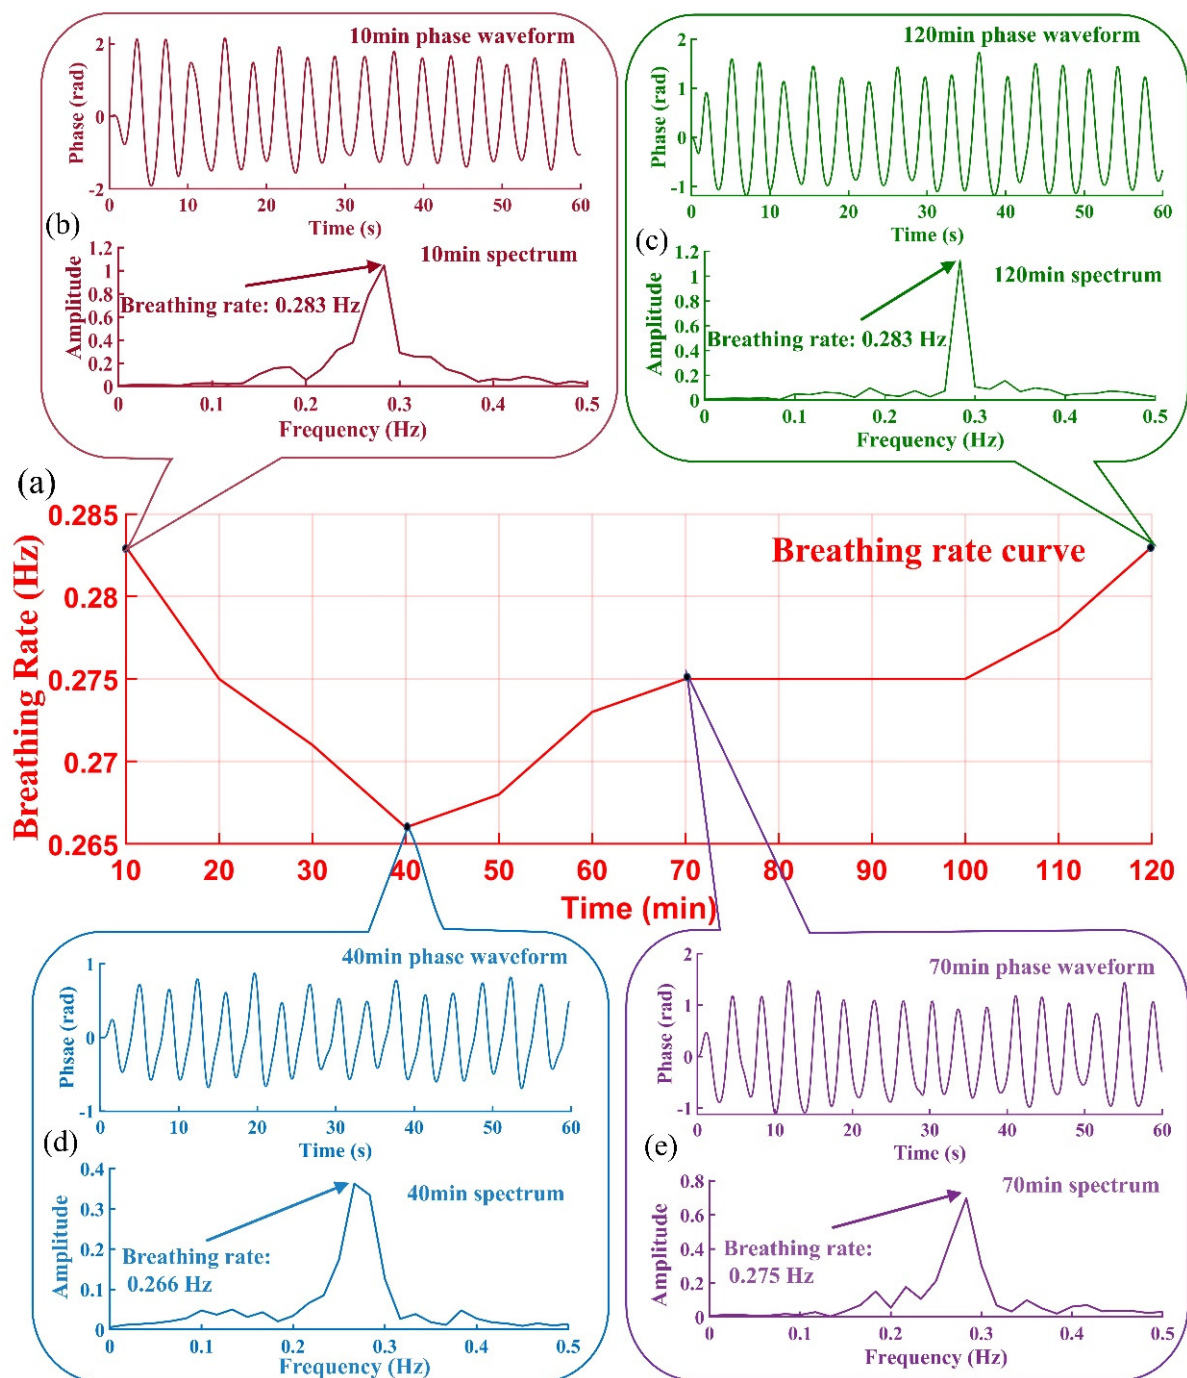 10min phase waveform
2
0
-2
Phase (rad)
0 10 20 30 40 50 60
Time (s)
(b)
10min spectrum
1.2
1
0.8
0.6
0.4
0.2
0
Amplitude
Breathing rate: 0.283 Hz
0 0.1 0.2 0.3 0.4 0.5
Frequency (Hz)
120min phase waveform
2
1
0
-1
Phase (rad)
0 10 20 30 40 50 60
Time (s)
(c)
120min spectrum
1.2
1
0.8
0.6
0.4
0.2
0
Amplitude
Breathing rate: 0.283 Hz
0 0.1 0.2 0.3 0.4 0.5
Frequency (Hz)
(a)
Breathing rate curve
0.285
0.28
0.275
0.27
0.265
Breathing Rate (Hz)
10 20 30 40 50 60 70 80 90 100 110 120
Time (min)
40min phase waveform
1
0
-1
Phsae (rad)
0 10 20 30 40 50 60
Time (s)
(d)
40min spectrum
0.4
0.3
0.2
0.1
0
Amplitude
Breathing rate:
0.266 Hz
0 0.1 0.2 0.3 0.4 0.5
Frequency (Hz)
70min phase waveform
2
1
0
-1
Phase (rad)
0 10 20 30 40 50 60
Time (s)
(e)
70min spectrum
0.8
0.6
0.4
0.2
0
Amplitude
Breathing rate:
0.275 Hz
0 0.1 0.2 0.3 0.4 0.5
Frequency (Hz)